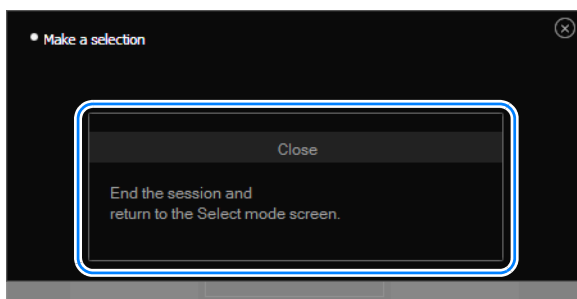 Make a selection
Close
End the session and
return to the Select mode screen.